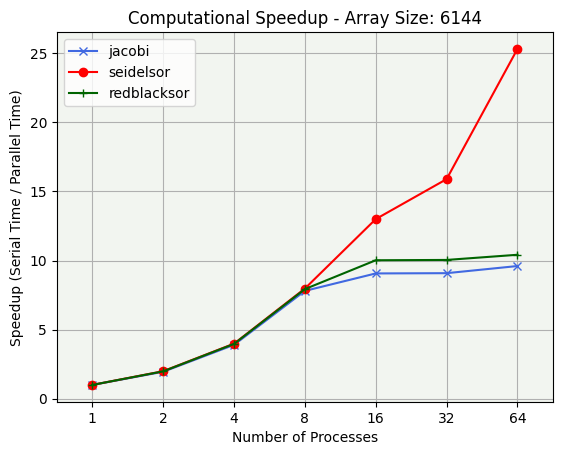 Computational Speedup - Array Size: 6144
jacobi
seidelsor
redblacksor
Speedup (Serial Time / Parallel Time)
25
20
15
10
5
0
1 2 4 8 16 32 64
Number of Processes